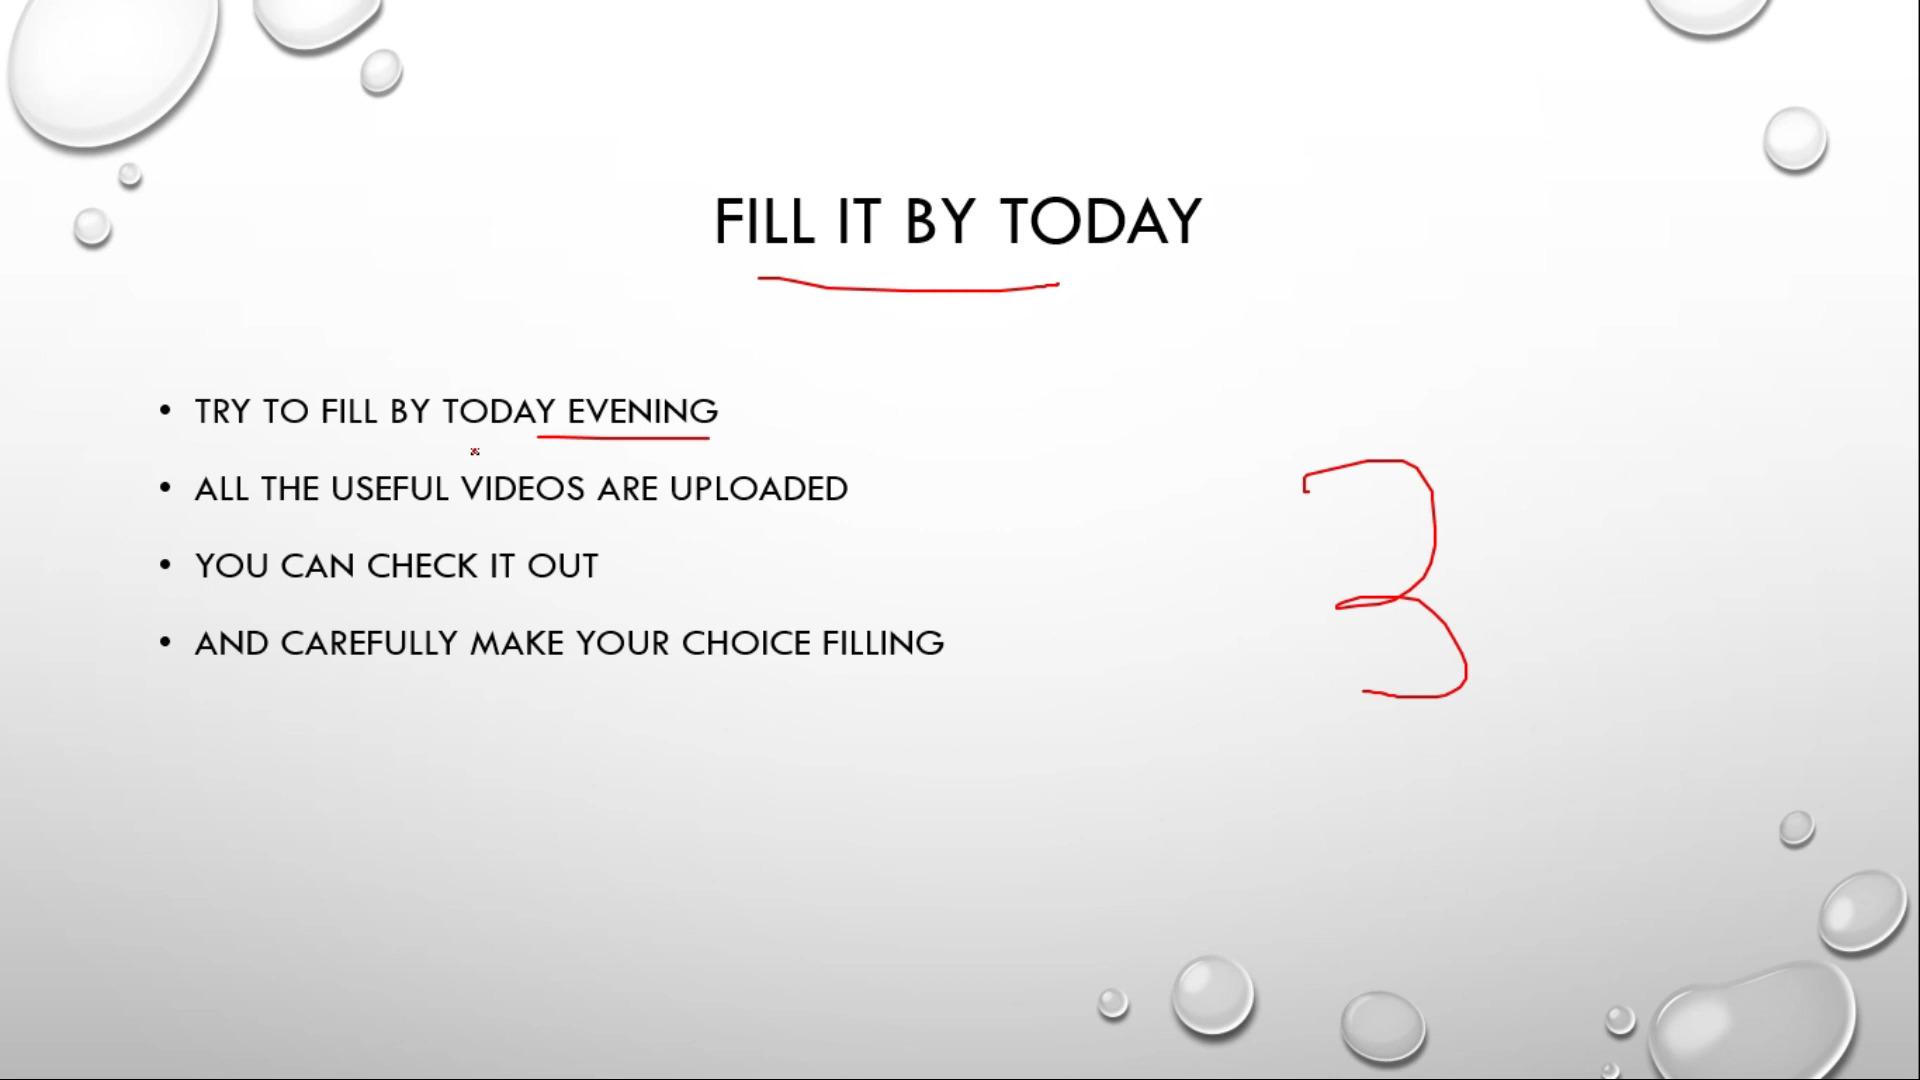 FILL IT BY TODAY
• TRY TO FILL BY TODAY EVENING
• ALL THE USEFUL VIDEOS ARE UPLOADED
• YOU CAN CHECK IT OUT
• AND CAREFULLY MAKE YOUR CHOICE FILLING
3